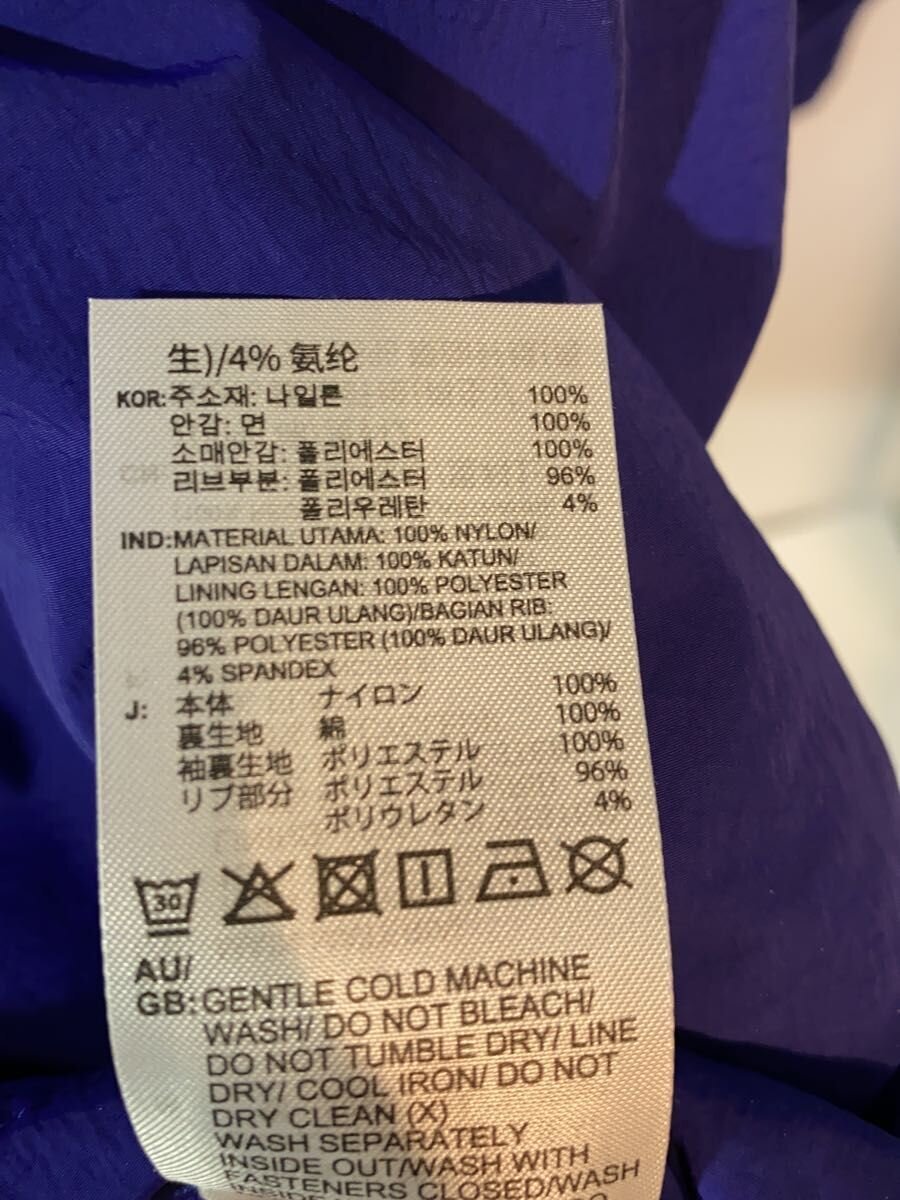 生)/4% 氨纶
KOR:주소재: 나일론 100%
안감: 면 100%
소매안감: 폴리에스터 100%
리브부분: 폴리에스터 96%
폴리우레탄 4%
IND:MATERIAL UTAMA: 100% NYLON/
LAPISAN DALAM: 100% KATUN/
LINING LENGAN: 100% POLYESTER
(100% DAUR ULANG)/BAGIAN RIB:
96% POLYESTER (100% DAUR ULANG)/
4% SPANDEX
J: 本体 ナイロン 100%
裏生地 綿 100%
袖裏生地 ポリエステル 100%
リブ部分 ポリエステル 96%
ポリウレタン 4%
30
AU/
GB:GENTLE COLD MACHINE
WASH/ DO NOT BLEACH/
DO NOT TUMBLE DRY/ LINE
DRY/ COOL IRON/ DO NOT
DRY CLEAN (X)
WASH SEPARATELY
INSIDE OUT/WASH WITH
FASTENERS CLOSED/WASH